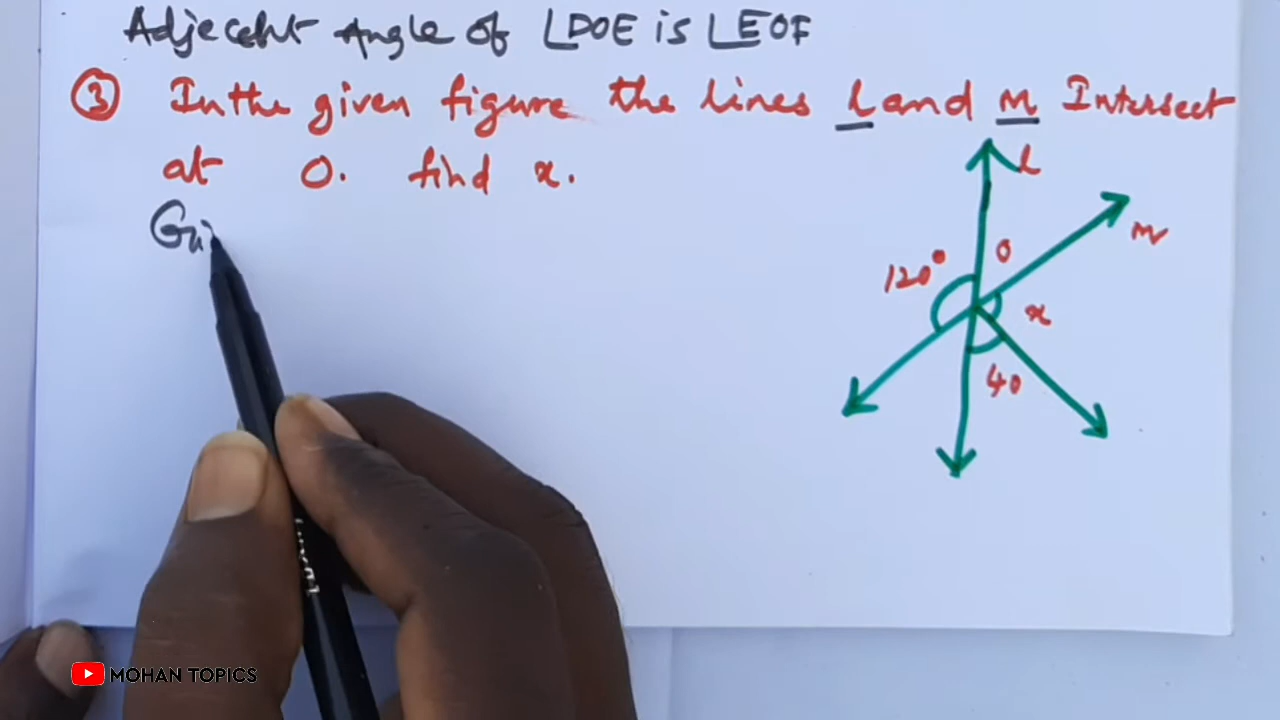 Adjecent Angle of ∠DOE is ∠EOF
③ In the given figure the lines l and m Intersect
at O. find x.
Gi
l
m
O
120°
x
40
MOHAN TOPICS